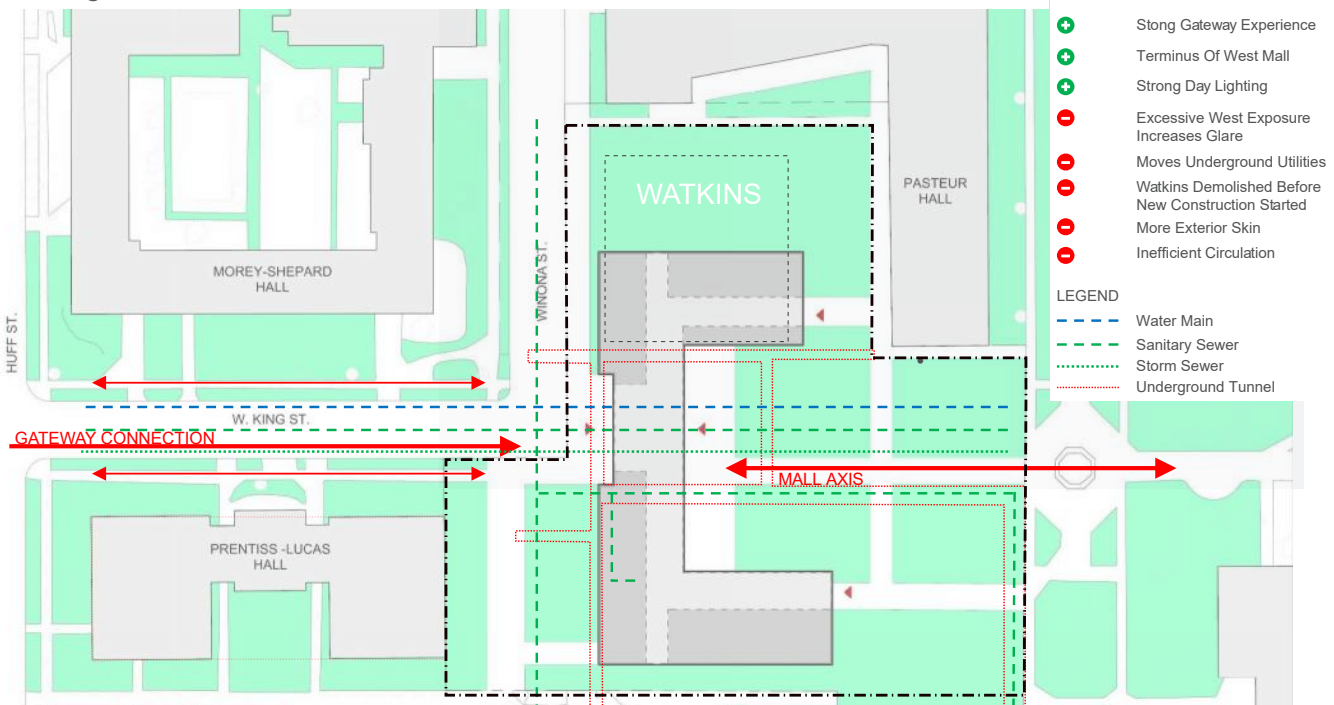 Stong Gateway Experience
Terminus Of West Mall
Strong Day Lighting
Excessive West Exposure
Increases Glare
Moves Underground Utilities
Watkins Demolished Before
New Construction Started
More Exterior Skin
Inefficient Circulation
LEGEND
Water Main
Sanitary Sewer
Storm Sewer
Underground Tunnel
WATKINS
PASTEUR
HALL
MOREY-SHEPARD
HALL
WINONA ST.
HUFF ST.
W. KING ST.
GATEWAY CONNECTION
MALL AXIS
PRENTISS -LUCAS
HALL